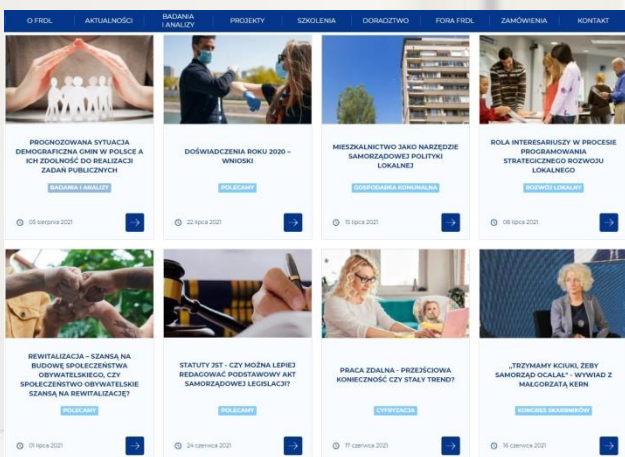 O FRDL
AKTUALNOŚCI
BADANIA
I ANALIZY
PROJEKTY
SZKOLENIA
DORADZTWO
FORA FRDL
ZAMÓWIENIA
KONTAKT
PROGNOZOWANA SYTUACJA
DEMOGRAFICZNA GMIN W POLSCE A
ICH ZDOLNOŚĆ DO REALIZACJI
ZADAŃ PUBLICZNYCH
BADANIA I ANALIZY
05 sierpnia 2021
DOŚWIADCZENIA ROKU 2020 –
WNIOSKI
POLECAMY
22 lipca 2021
MIESZKALNICTWO JAKO NARZĘDZIE
SAMORZĄDOWEJ POLITYKI
LOKALNEJ
GOSPODARKA KOMUNALNA
15 lipca 2021
ROLA INTERESARIUSZY W PROCESIE
PROGRAMOWANIA
STRATEGICZNEGO ROZWOJU
LOKALNEGO
ROZWÓJ LOKALNY
08 lipca 2021
REWITALIZACJA – SZANSĄ NA
BUDOWĘ SPOŁECZEŃSTWA
OBYWATELSKIEGO, CZY
SPOŁECZEŃSTWO OBYWATELSKIE
SZANSĄ NA REWITALIZACJĘ?
POLECAMY
01 lipca 2021
STATUTY JST - CZY MOŻNA LEPIEJ
REDAGOWAĆ PODSTAWOWY AKT
SAMORZĄDOWEJ LEGISLACJI?
POLECAMY
24 czerwca 2021
PRACA ZDALNA - PRZEJŚCIOWA
KONIECZNOŚĆ CZY STAŁY TREND?
CYFRYZACJA
17 czerwca 2021
„TRZYMAMY KCIUKI, ŻEBY
SAMORZĄD OCALAŁ" - WYWIAD Z
MAŁGORZATĄ KERN
KONGRES SKARBNIKÓW
16 czerwca 2021